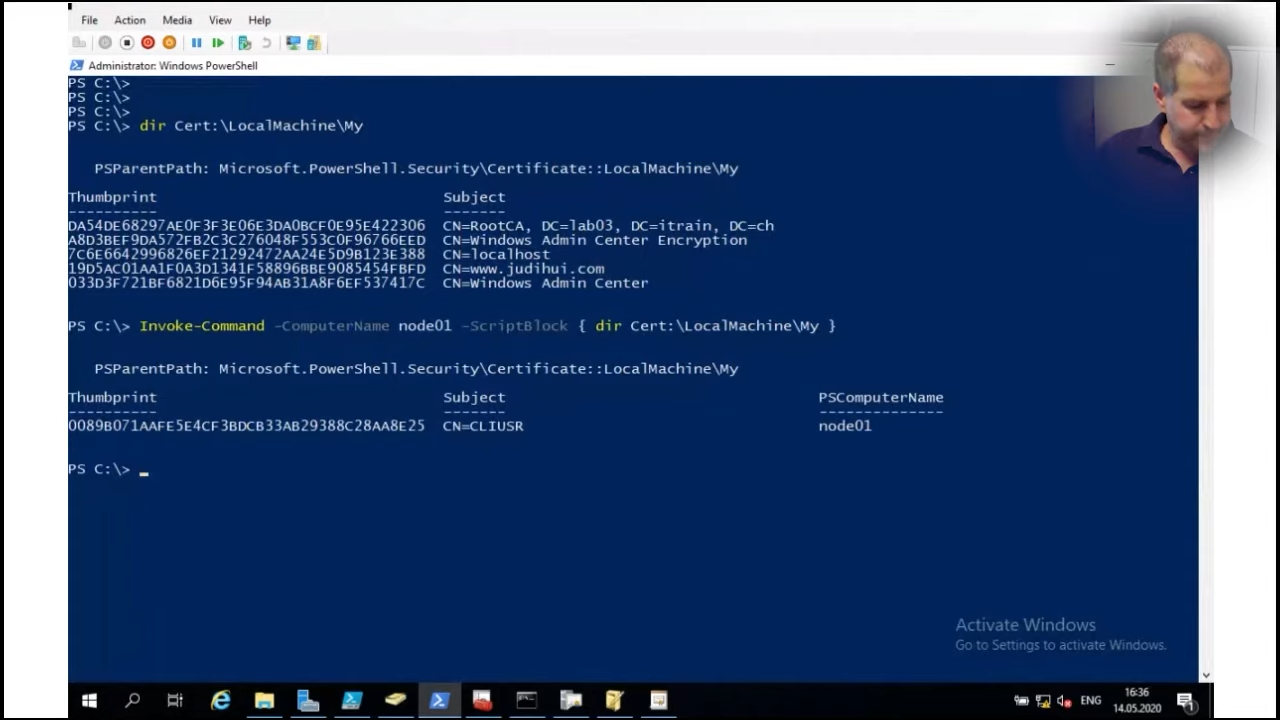 File Action Media View Help
Administrator: Windows PowerShell
PS C:\>
PS C:\>
PS C:\>
PS C:\> dir Cert:\LocalMachine\My
PSParentPath: Microsoft.PowerShell.Security\Certificate::LocalMachine\My
Thumbprint Subject
---------- -------
DA54DE68297AE0F3F3E06E3DA0BCF0E95E422306 CN=RootCA, DC=lab03, DC=itrain, DC=ch
A8D3BEF9DA572FB2C3C276048F553C0F96766EED CN=Windows Admin Center Encryption
7C6E6642996826EF21292472AA24E5D9B123E388 CN=localhost
19D5AC01AA1F0A3D1341F58896BBE9085454FBFD CN=www.judihui.com
033D3F721BF6821D6E95F94AB31A8F6EF537417C CN=Windows Admin Center
PS C:\> Invoke-Command -ComputerName node01 -ScriptBlock { dir Cert:\LocalMachine\My }
PSParentPath: Microsoft.PowerShell.Security\Certificate::LocalMachine\My
Thumbprint Subject PSComputerName
---------- ------- --------------
0089B071AAFE5E4CF3BDCB33AB29388C28AA8E25 CN=CLIUSR node01
PS C:\> _
Activate Windows
Go to Settings to activate Windows.
ENG
16:36
14.05.2020
1